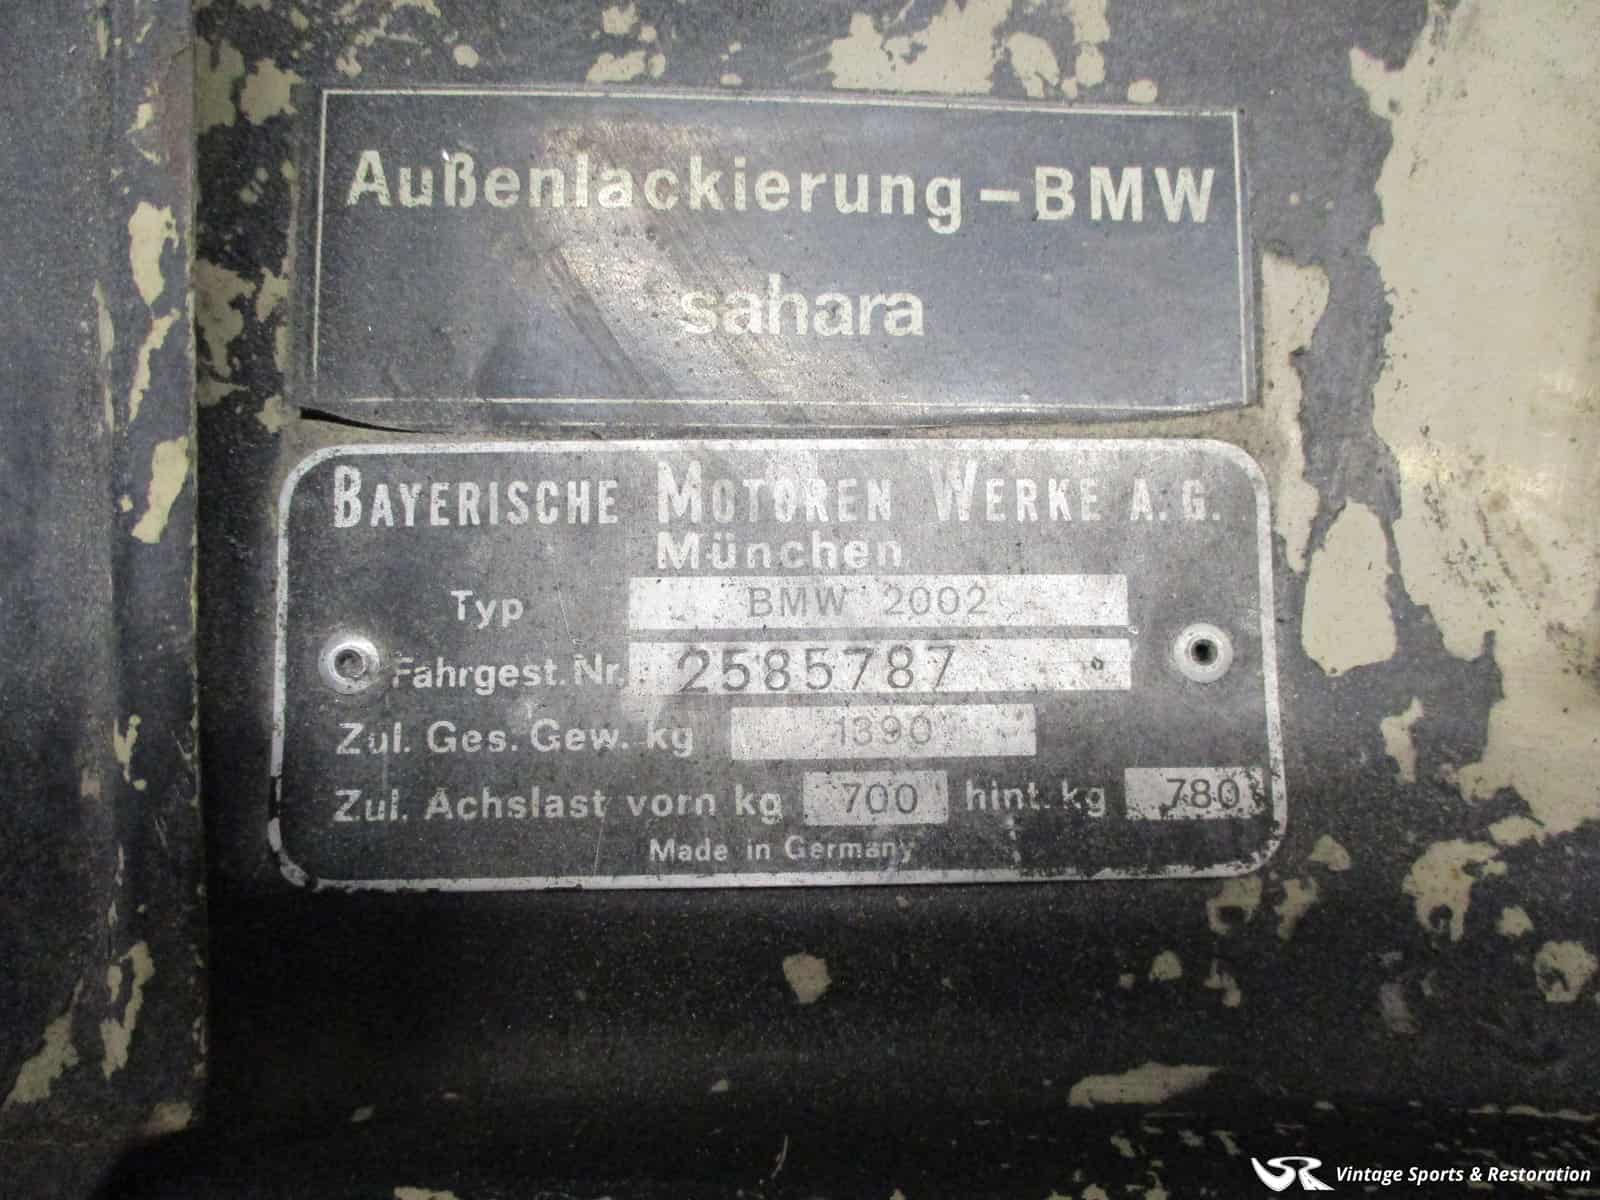 Außenlackierung – BMW
sahara
BAYERISCHE MOTOREN WERKE A.G.
München
Typ BMW 2002
Fahrgest. Nr. 2585787
Zul. Ges. Gew. kg 1390
Zul. Achslast vorn kg 700 hint. kg 780
Made in Germany
VSR Vintage Sports & Restoration